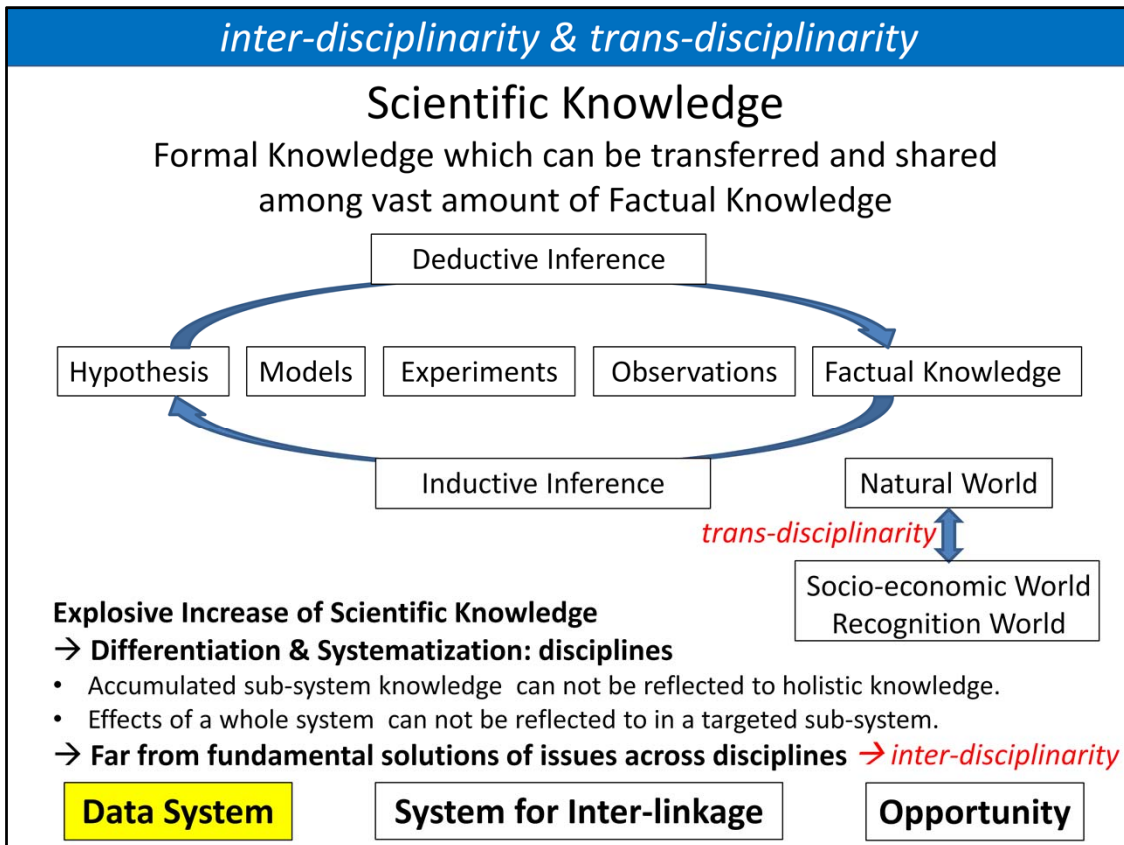 inter-disciplinarity & trans-disciplinarity
Scientific Knowledge
Formal Knowledge which can be transferred and shared
among vast amount of Factual Knowledge
Deductive Inference
Hypothesis
Models
Experiments
Observations
Factual Knowledge
Inductive Inference
Natural World
trans-disciplinarity
Socio-economic World
Recognition World
Explosive Increase of Scientific Knowledge
→ Differentiation & Systematization: disciplines
• Accumulated sub-system knowledge can not be reflected to holistic knowledge.
• Effects of a whole system can not be reflected to in a targeted sub-system.
→ Far from fundamental solutions of issues across disciplines → inter-disciplinarity
Data System
System for Inter-linkage
Opportunity